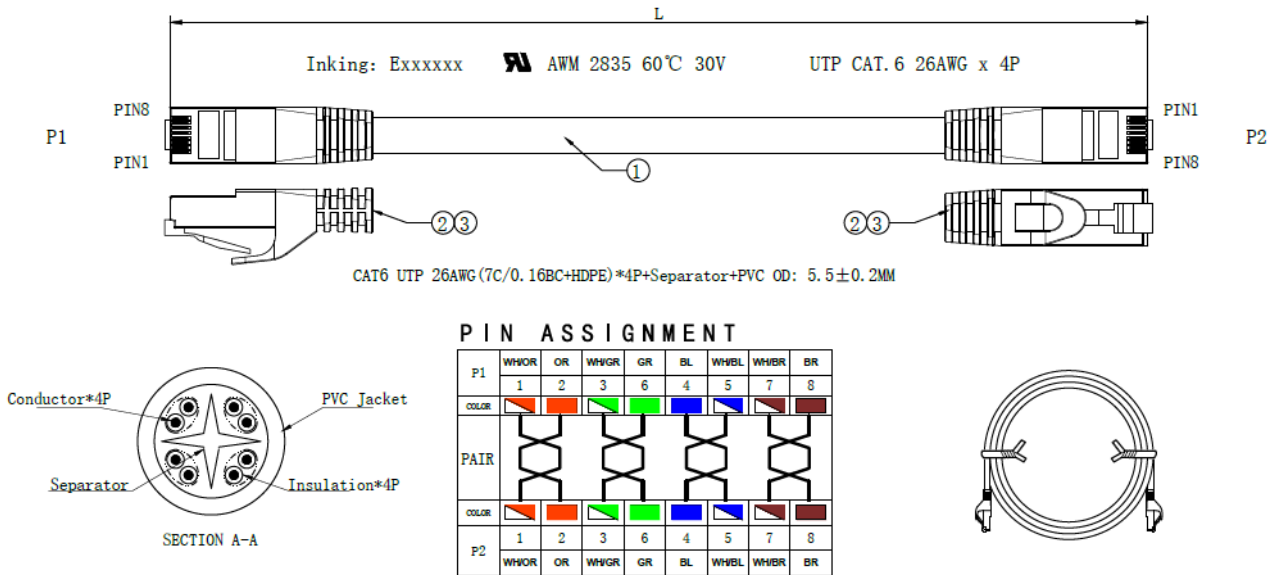 L
Inking: Exxxxxx RU AWM 2835 60℃ 30V UTP CAT.6 26AWG x 4P
PIN8 PIN1
P1 P2
PIN1 PIN8
①
②③ ②③
CAT6 UTP 26AWG(7C/0.16BC+HDPE)*4P+Separator+PVC OD: 5.5±0.2MM
PIN ASSIGNMENT
P1 WH/OR OR WH/GR GR BL WH/BL WH/BR BR
1 2 3 6 4 5 7 8
COLOR
PAIR
COLOR
P2 1 2 3 6 4 5 7 8
WH/OR OR WH/GR GR BL WH/BL WH/BR BR
Conductor*4P PVC Jacket
Separator Insulation*4P
SECTION A-A